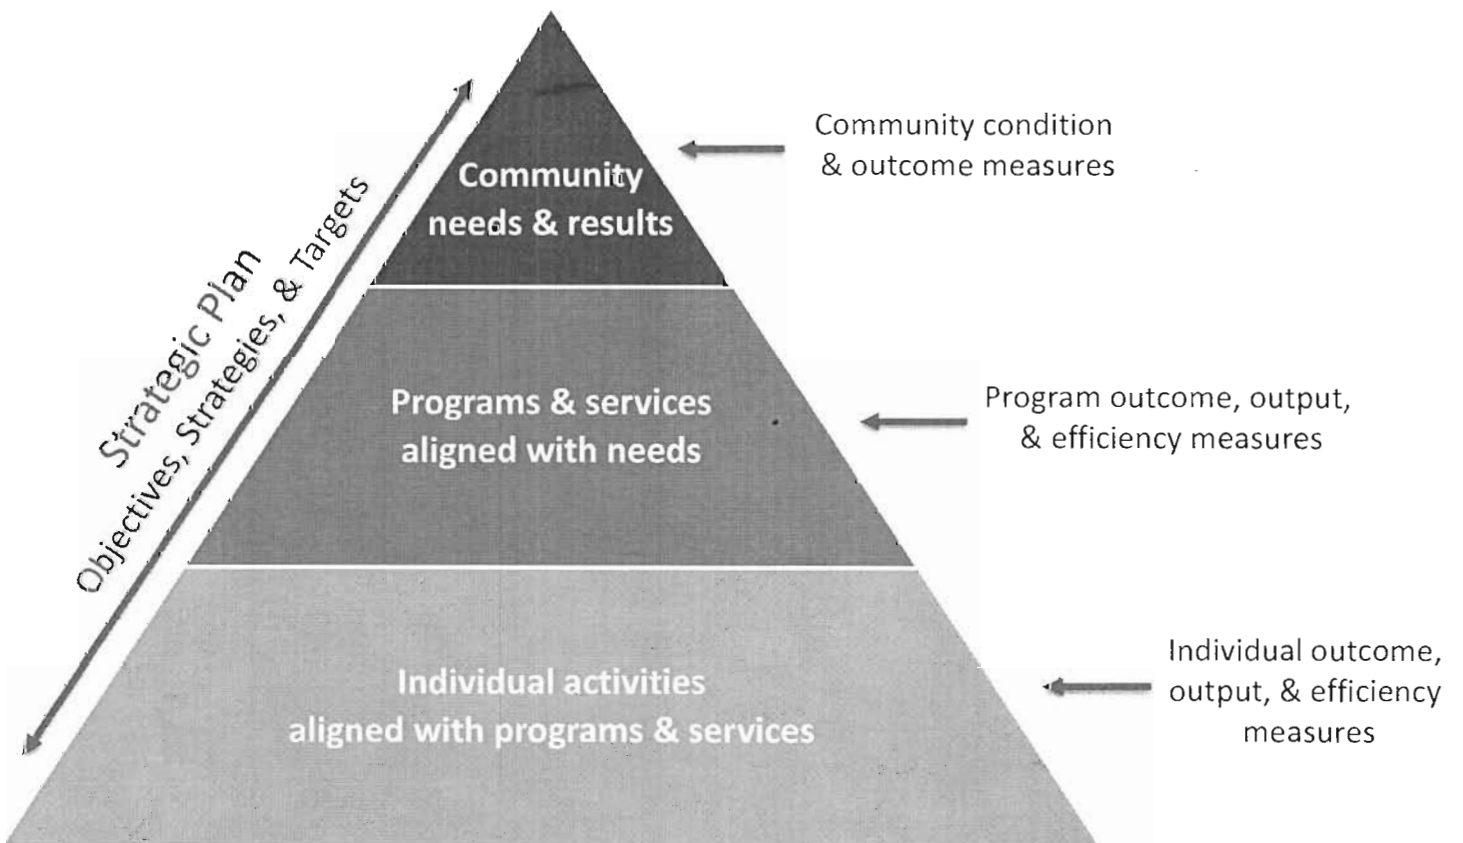 Community
needs & results
Community condition
& outcome measures
Strategic Plan
Objectives, Strategies, & Targets
Programs & services
aligned with needs
Program outcome, output,
& efficiency measures
Individual activities
aligned with programs & services
Individual outcome,
output, & efficiency
measures